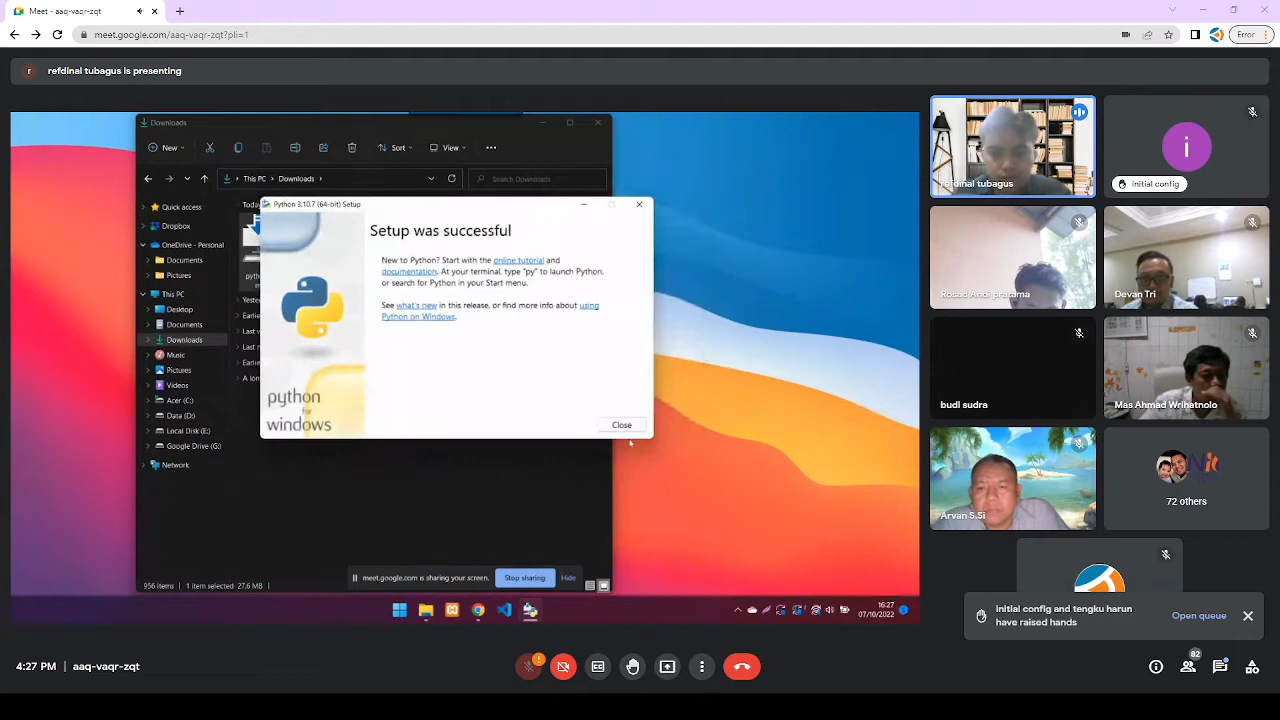 Meet - aaq-vaqr-zqt
meet.google.com/aaq-vaqr-zqt?pli=1
Error
r
refdinal tubagus is presenting
Downloads
New
Sort
View
This PC
Downloads
Search Downloads
Quick access
Dropbox
OneDrive - Personal
Documents
Pictures
This PC
Desktop
Documents
Downloads
Music
Pictures
Videos
Acer (C:)
Data (D:)
Local Disk (E:)
Google Drive (G:)
Network
Python 3.10.7 (64-bit) Setup
Setup was successful
New to Python? Start with the online tutorial and
documentation. At your terminal, type "py" to launch Python,
or search for Python in your Start menu.
See what's new in this release, or find more info about using
Python on Windows.
python
for
windows
Close
956 items
1 item selected 27,6 MB
meet.google.com is sharing your screen.
Stop sharing
Hide
16:27
07/10/2022
refdinal tubagus
i
initial config
Rosad Andi pratama
Devan Tri
budi sudra
Mas Ahmad Wrihatnolo
Arvan S.Si
72 others
Initial config and tengku harun
have raised hands
Open queue
4:27 PM | aaq-vaqr-zqt
82